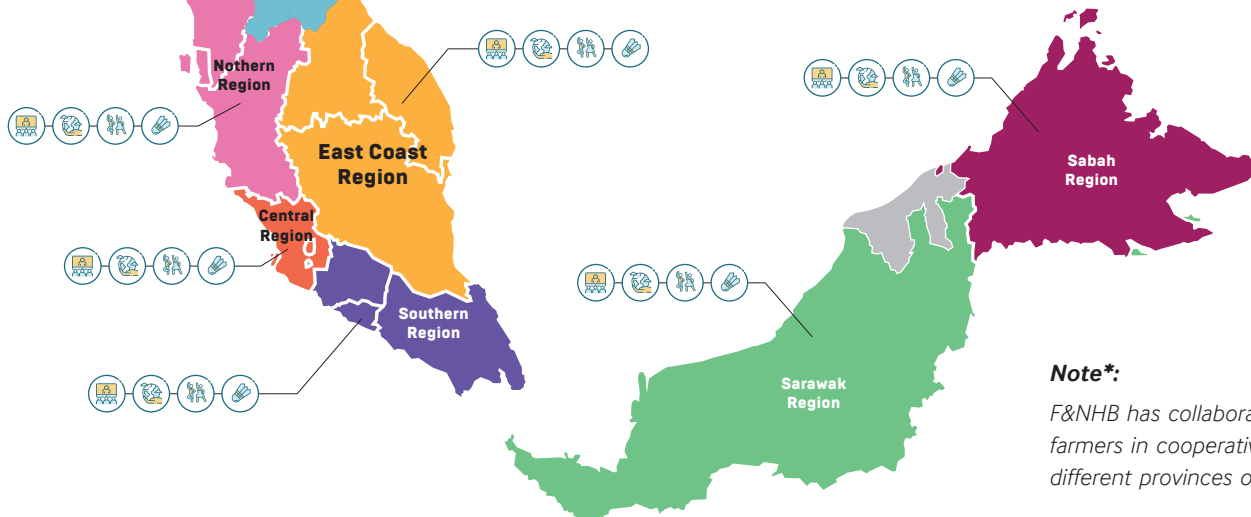 Nothern
Region
East Coast
Region
Central
Region
Southern
Region
Sabah
Region
Sarawak
Region
Note*:
F&NHB has collabora
farmers in cooperativ
different provinces o